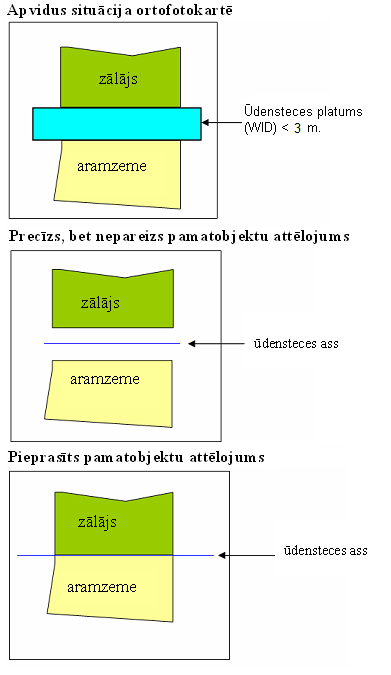 Apvidus situācija ortofotokartē
zālājs
Ūdensteces platums
(WID) < 3 m.
aramzeme
Precīzs, bet nepareizs pamatobjektu attēlojums
zālājs
ūdensteces ass
aramzeme
Pieprasīts pamatobjektu attēlojums
zālājs
ūdensteces ass
aramzeme